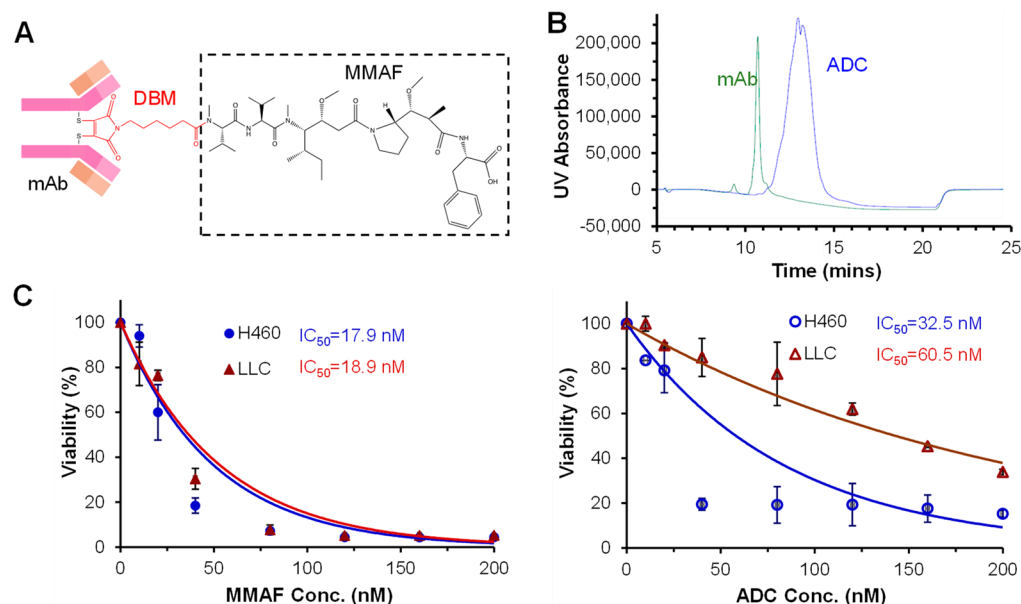 A
DBM
MMAF
S
S
O
O
N
O
N
O
H
N
O
N
O
O
N
H
O
O
NH
O
OH
mAb
B
UV Absorbance
200,000
150,000
100,000
50,000
0
-50,000
mAb
ADC
5
10
15
20
25
Time (mins)
C
Viability (%)
100
80
60
40
20
0
H460
IC50=17.9 nM
LLC
IC50=18.9 nM
0
50
100
150
200
MMAF Conc. (nM)
Viability (%)
100
80
60
40
20
0
H460
IC50=32.5 nM
LLC
IC50=60.5 nM
0
50
100
150
200
ADC Conc. (nM)